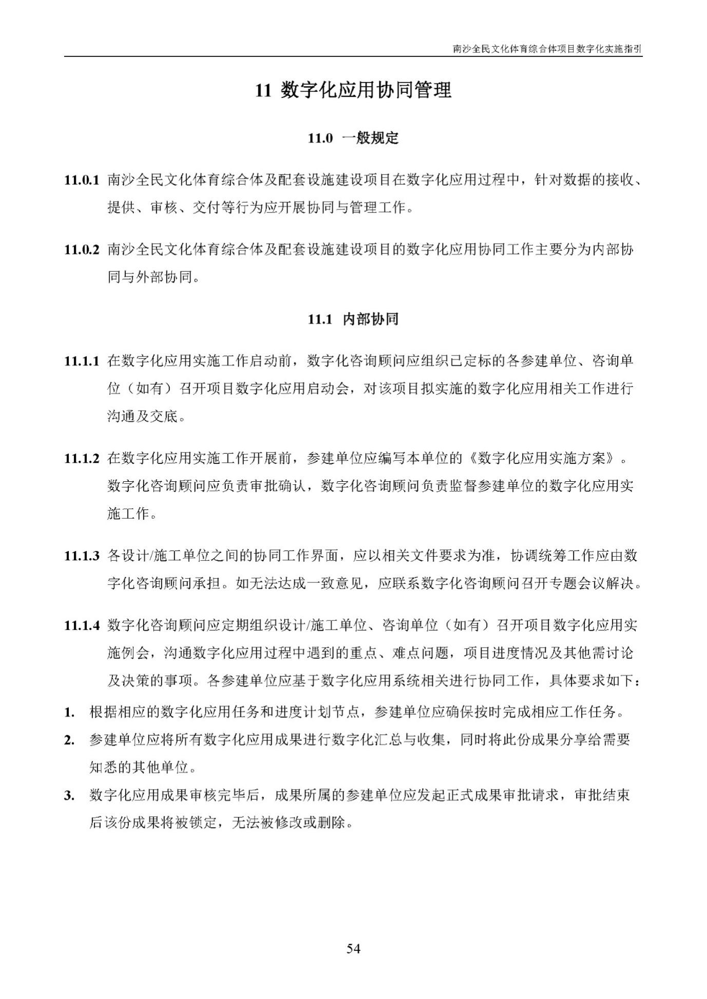 南沙全民文化体育综合体项目数字化实施指引
11 数字化应用协同管理
11.0 一般规定
11.0.1 南沙全民文化体育综合体及配套设施建设项目在数字化应用过程中，针对数据的接收、
提供、审核、交付等行为应开展协同与管理工作。
11.0.2 南沙全民文化体育综合体及配套设施建设项目的数字化应用协同工作主要分为内部协
同与外部协同。
11.1 内部协同
11.1.1 在数字化应用实施工作启动前，数字化咨询顾问应组织已定标的各参建单位、咨询单
位（如有）召开项目数字化应用启动会，对该项目拟实施的数字化应用相关工作进行
沟通及交底。
11.1.2 在数字化应用实施工作开展前，参建单位应编写本单位的《数字化应用实施方案》。
数字化咨询顾问应负责审批确认，数字化咨询顾问负责监督参建单位的数字化应用实
施工作。
11.1.3 各设计/施工单位之间的协同工作界面，应以相关文件要求为准，协调统筹工作应由数
字化咨询顾问承担。如无法达成一致意见，应联系数字化咨询顾问召开专题会议解决。
11.1.4 数字化咨询顾问应定期组织设计/施工单位、咨询单位（如有）召开项目数字化应用实
施例会，沟通数字化应用过程中遇到的重点、难点问题，项目进度情况及其他需讨论
及决策的事项。各参建单位应基于数字化应用系统相关进行协同工作，具体要求如下：
1. 根据相应的数字化应用任务和进度计划节点，参建单位应确保按时完成相应工作任务。
2. 参建单位应将所有数字化应用成果进行数字化汇总与收集，同时将此份成果分享给需要
知悉的其他单位。
3. 数字化应用成果审核完毕后，成果所属的参建单位应发起正式成果审批请求，审批结束
后该份成果将被锁定，无法被修改或删除。
54